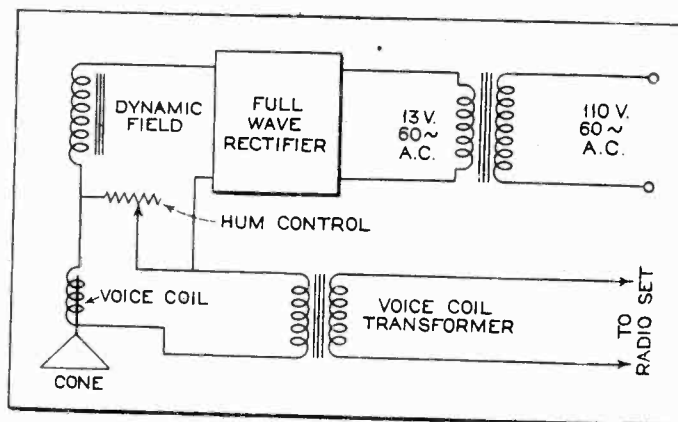 DYNAMIC
FIELD
FULL
WAVE
RECTIFIER
13 V.
60~
A.C.
110 V.
60~
A.C.
HUM CONTROL
VOICE COIL
CONE
VOICE COIL
TRANSFORMER
TO
RADIO SET